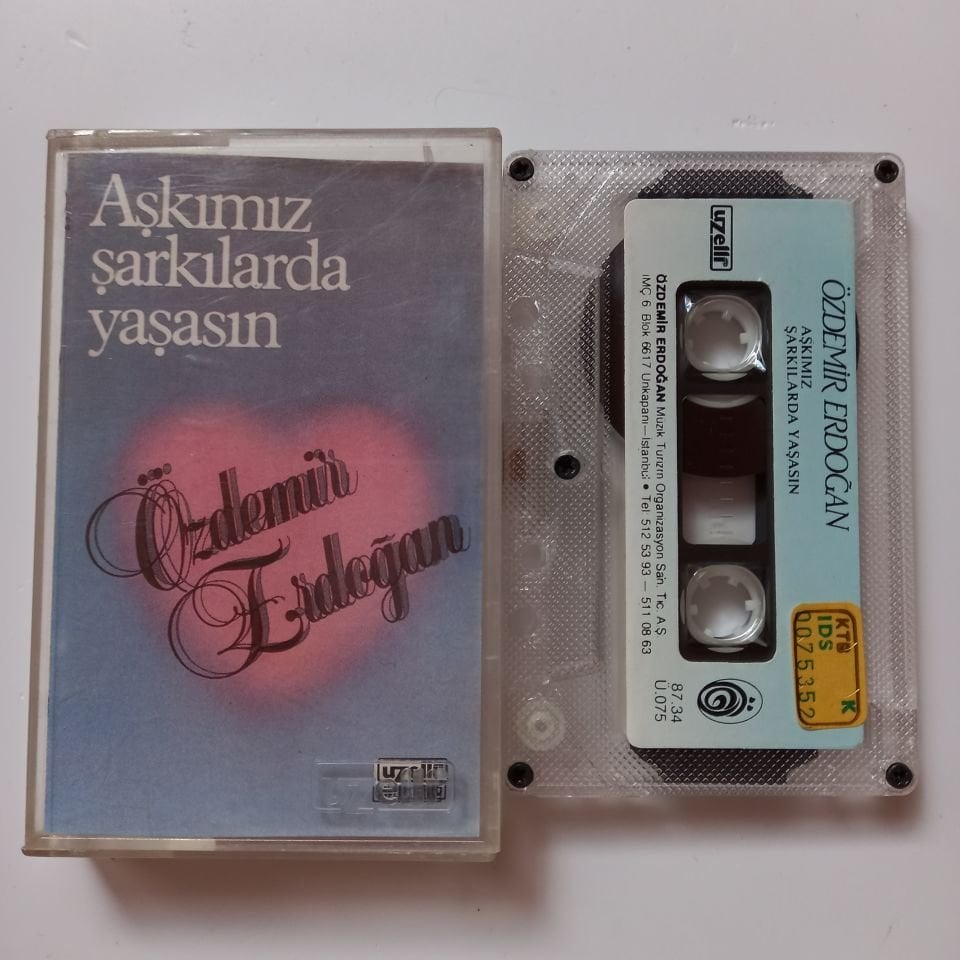 Aşkımız
şarkılarda
yaşasın
Özdemir
Erdoğan
uzelli
ÖZDEMİR ERDOĞAN
AŞKIMIZ
ŞARKILARDA YAŞASIN
uzelli
ÖZDEMİR ERDOĞAN Müzik Turizm Organizasyon San. Tic. A.Ş
İMÇ 6 Blok 6617 Unkapanı—İstanbul • Tel: 512 53 93 — 511 08 63
87.34
Ü.075
KTB K
IDS
0075352